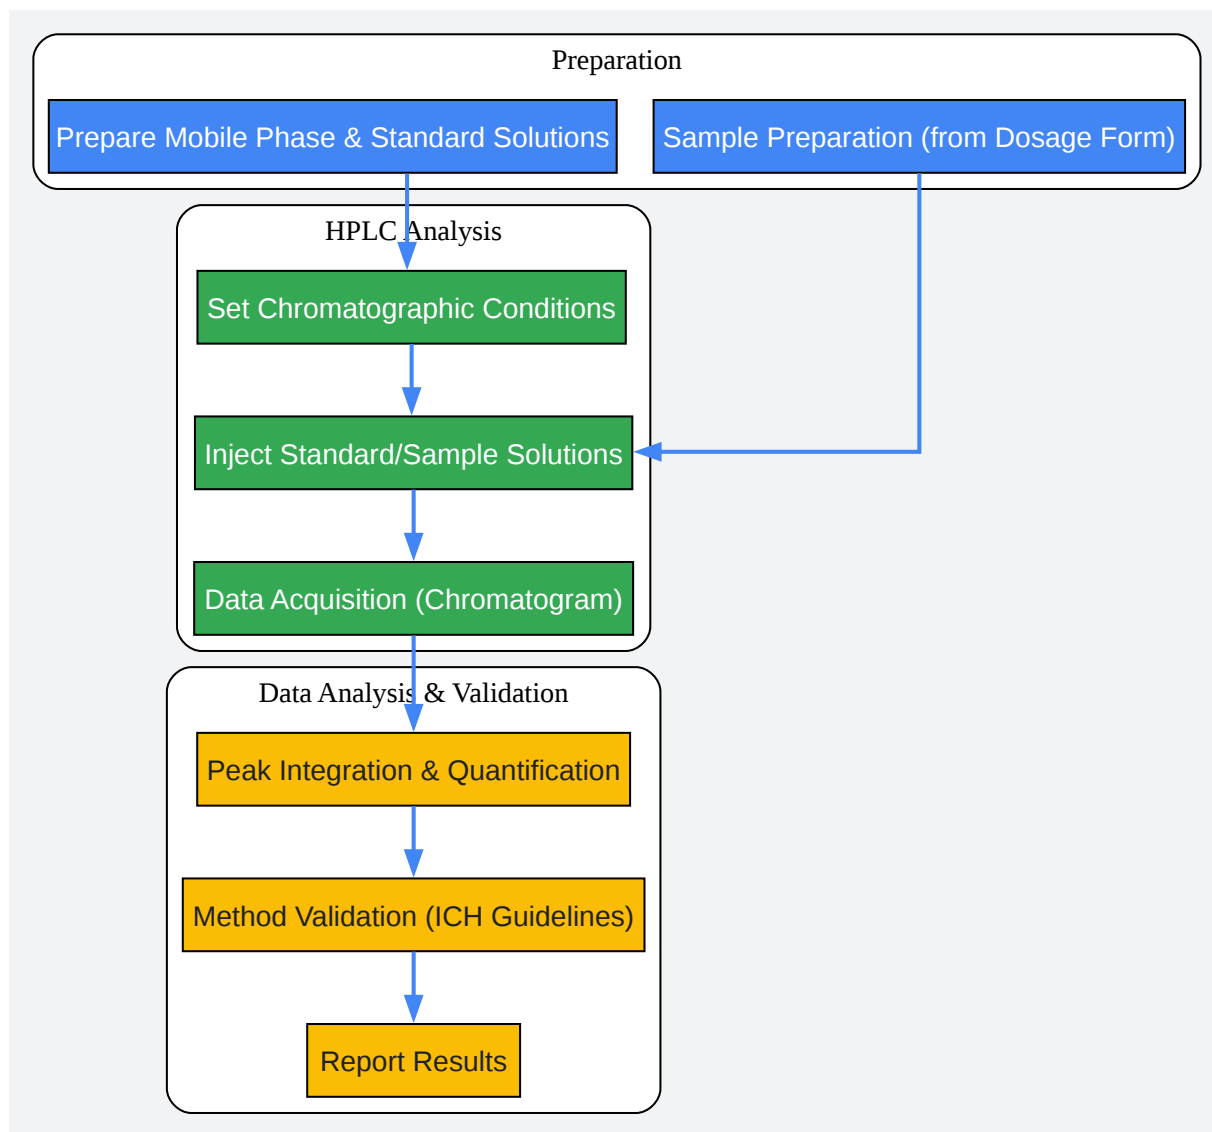 Preparation
Prepare Mobile Phase & Standard Solutions
Sample Preparation (from Dosage Form)
HPLC Analysis
Set Chromatographic Conditions
Inject Standard/Sample Solutions
Data Acquisition (Chromatogram)
Data Analysis & Validation
Peak Integration & Quantification
Method Validation (ICH Guidelines)
Report Results